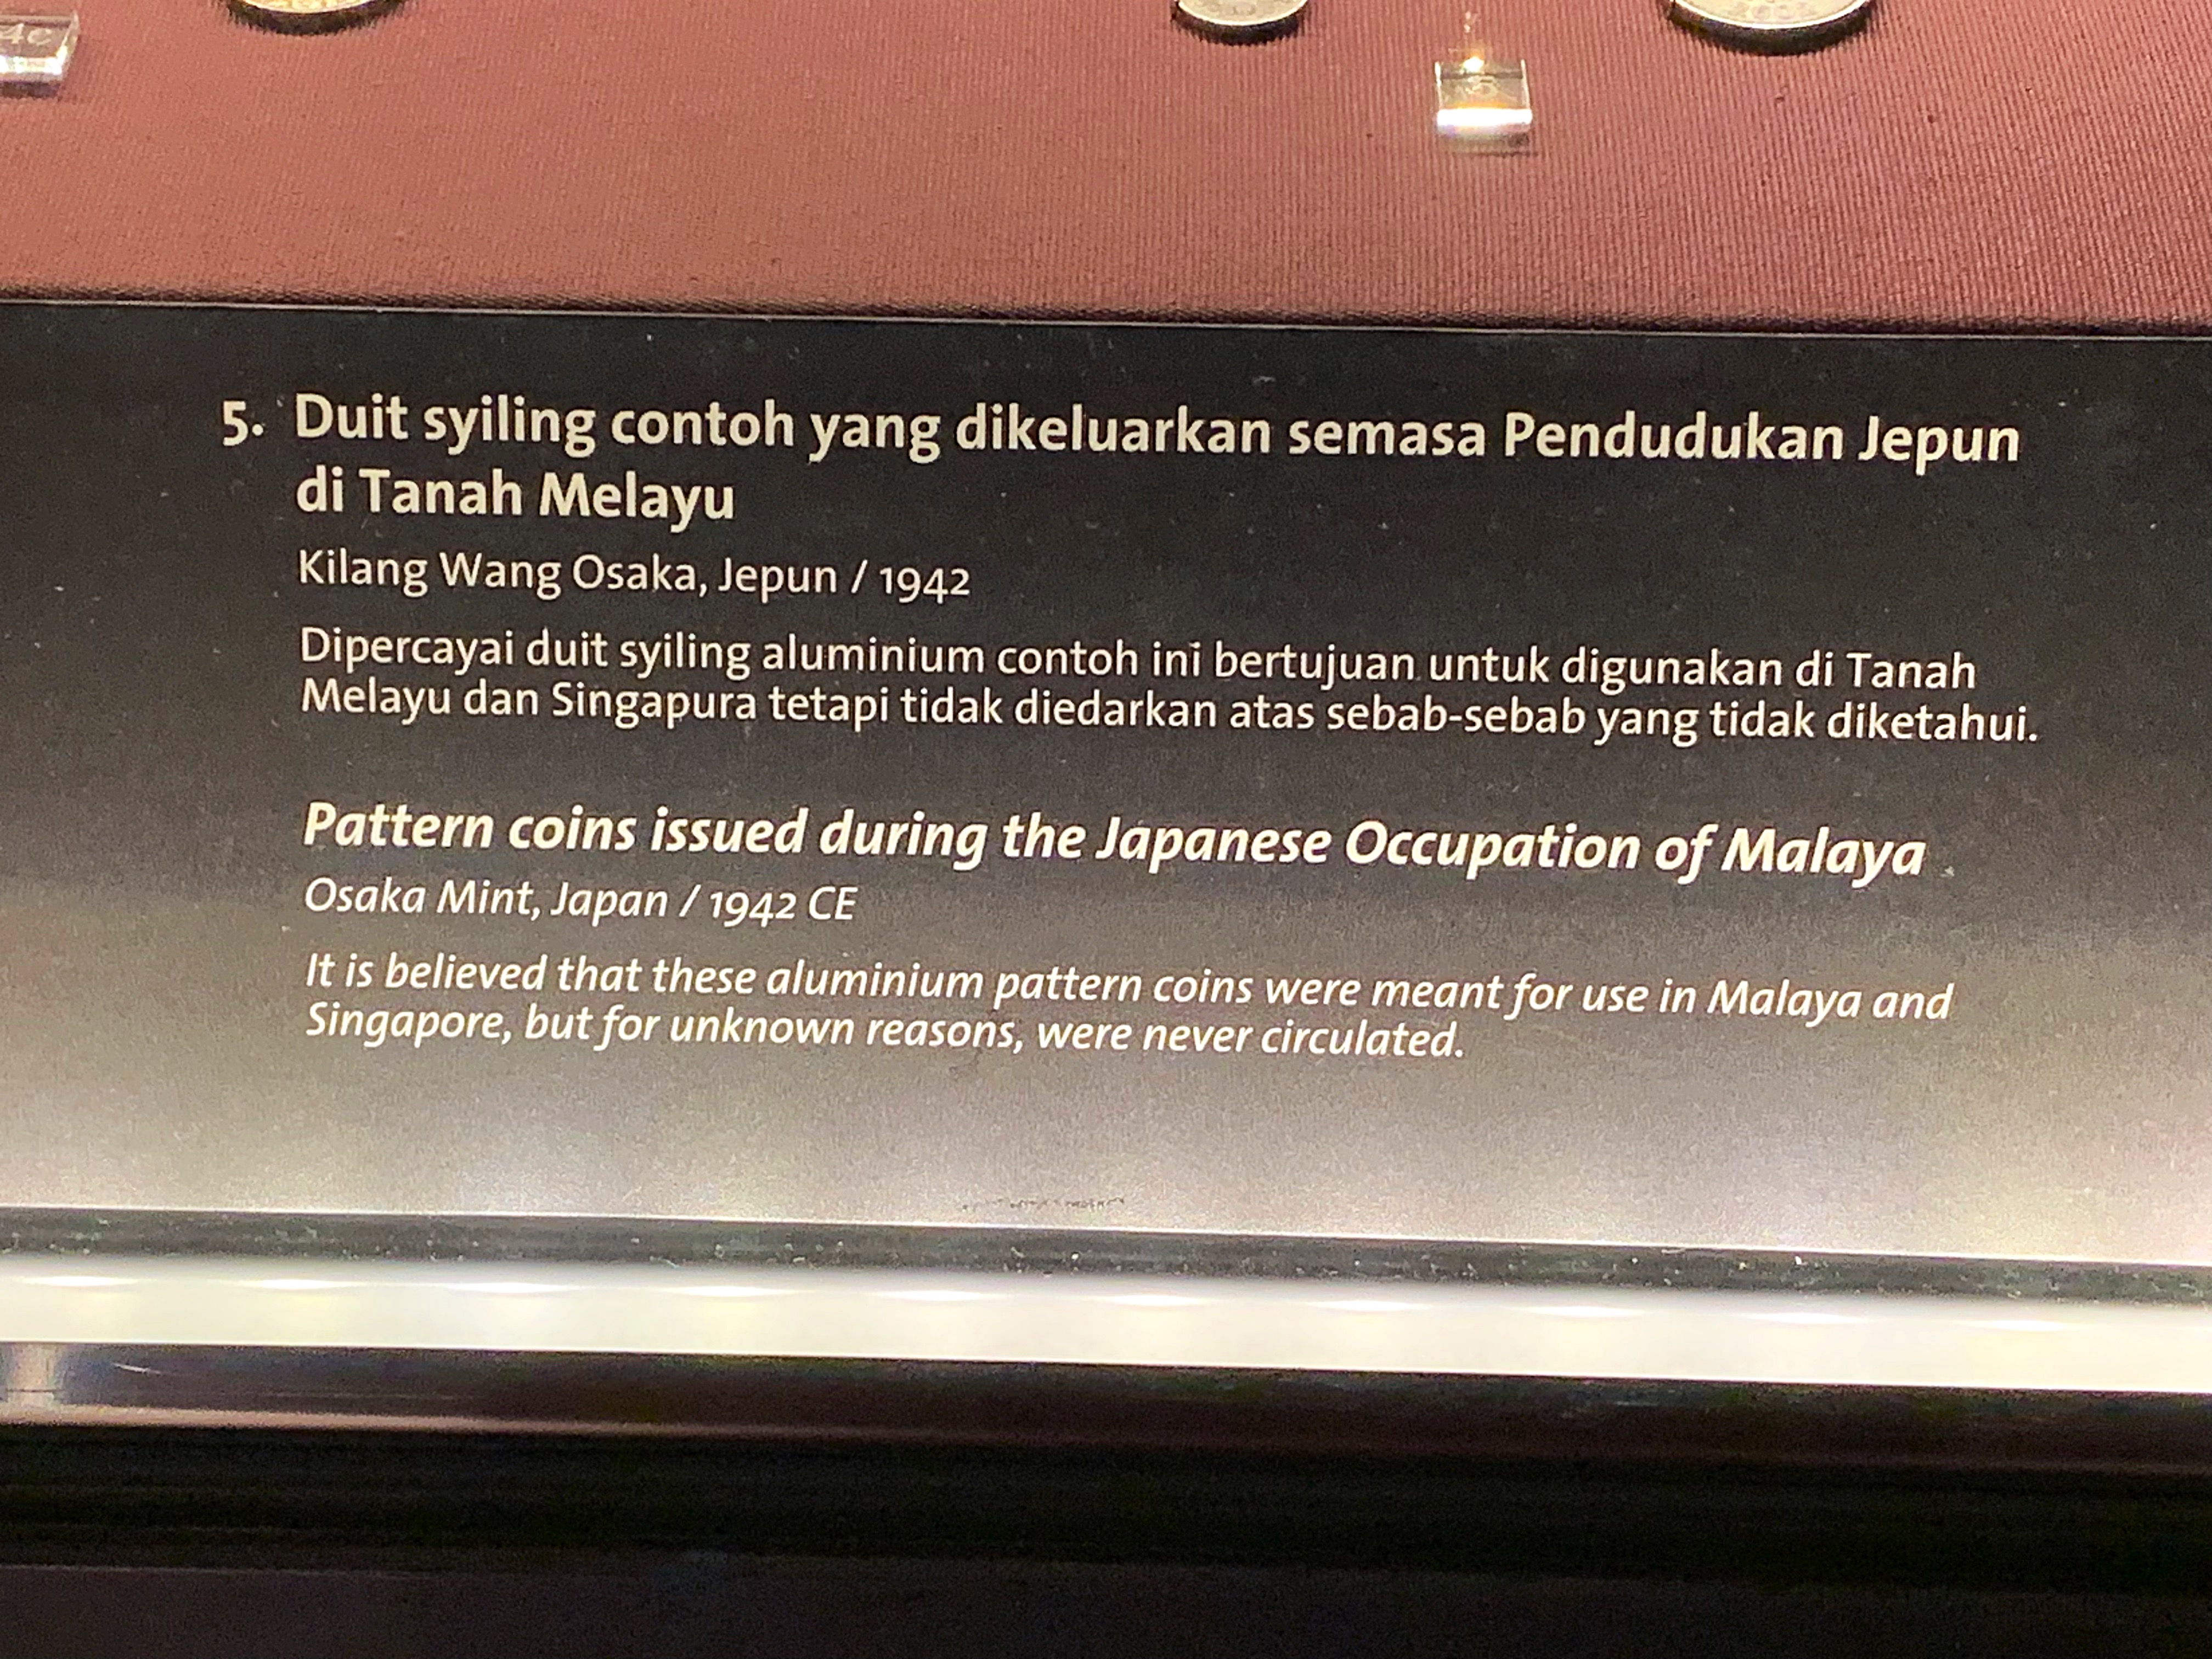 4c
5. Duit syiling contoh yang dikeluarkan semasa Pendudukan Jepun
di Tanah Melayu
Kilang Wang Osaka, Jepun / 1942
Dipercayai duit syiling aluminium contoh ini bertujuan untuk digunakan di Tanah
Melayu dan Singapura tetapi tidak diedarkan atas sebab-sebab yang tidak diketahui.
Pattern coins issued during the Japanese Occupation of Malaya
Osaka Mint, Japan / 1942 CE
It is believed that these aluminium pattern coins were meant for use in Malaya and
Singapore, but for unknown reasons, were never circulated.